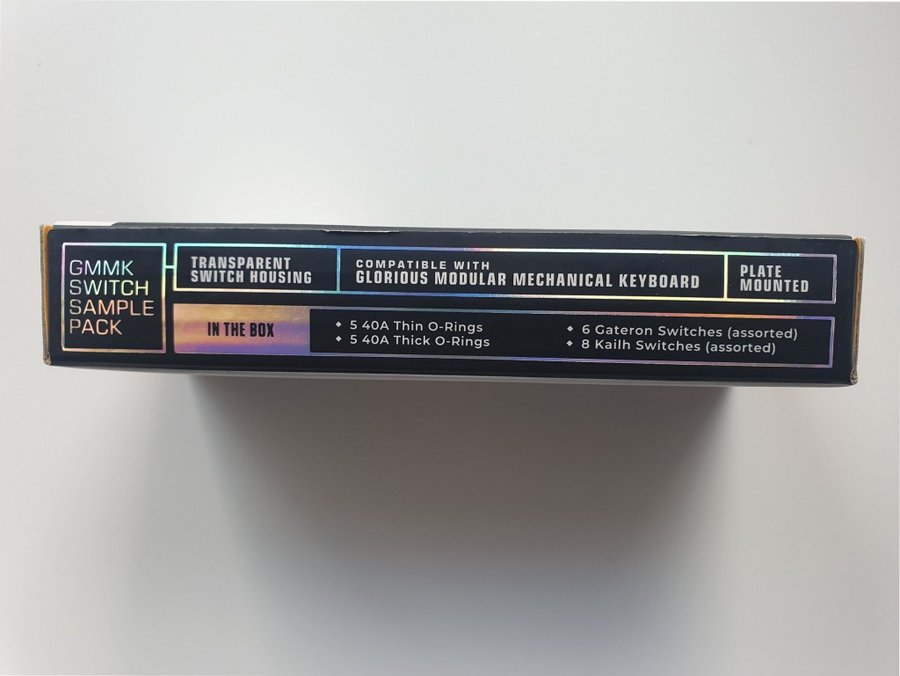 GMMK
SWITCH
SAMPLE
PACK
TRANSPARENT
SWITCH HOUSING
COMPATIBLE WITH
GLORIOUS MODULAR MECHANICAL KEYBOARD
PLATE
MOUNTED
IN THE BOX
◆ 5 40A Thin O-Rings
◆ 5 40A Thick O-Rings
◆ 6 Gateron Switches (assorted)
◆ 8 Kailh Switches (assorted)